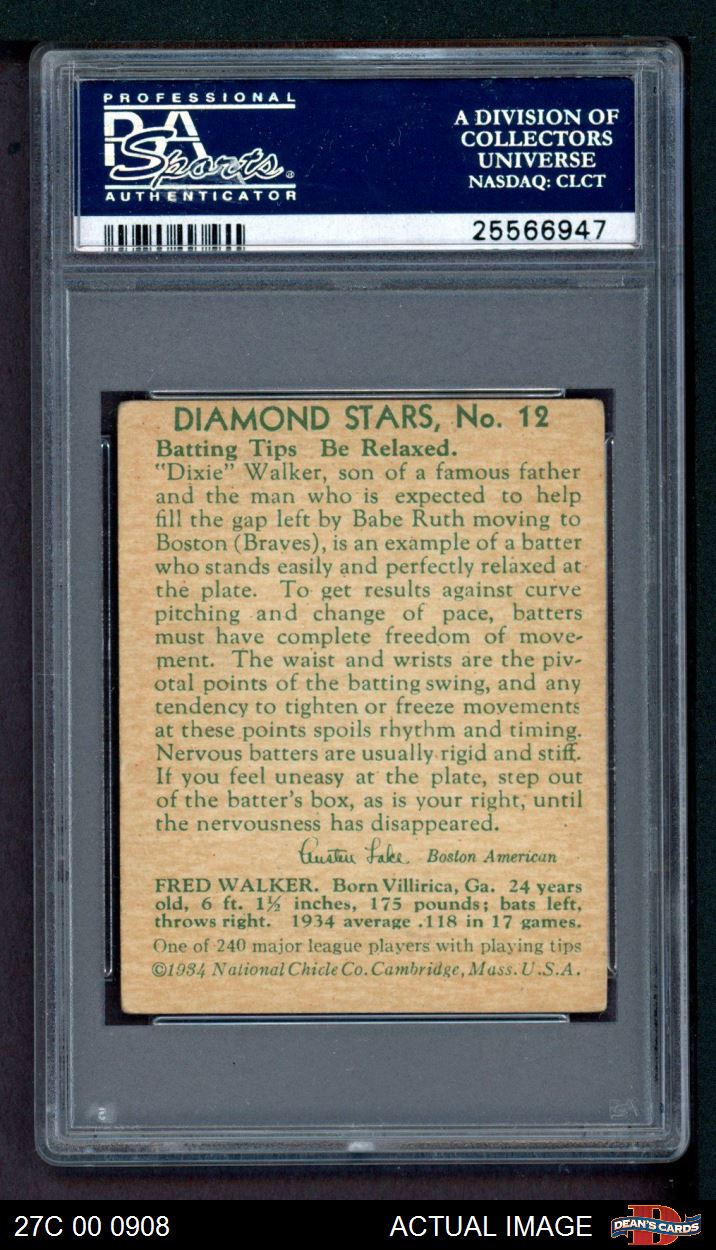 PROFESSIONAL
PSA
Sports
AUTHENTICATOR
A DIVISION OF
COLLECTORS
UNIVERSE
NASDAQ: CLCT
25566947
DIAMOND STARS, No. 12
Batting Tips Be Relaxed.
"Dixie" Walker, son of a famous father
and the man who is expected to help
fill the gap left by Babe Ruth moving to
Boston (Braves), is an example of a batter
who stands easily and perfectly relaxed at
the plate. To get results against curve
pitching and change of pace, batters
must have complete freedom of move-
ment. The waist and wrists are the piv-
otal points of the batting swing, and any
tendency to tighten or freeze movements
at these points spoils rhythm and timing.
Nervous batters are usually rigid and stiff.
If you feel uneasy at the plate, step out
of the batter's box, as is your right, until
the nervousness has disappeared.
Austen Lake Boston American
FRED WALKER. Born Villirica, Ga. 24 years
old, 6 ft. 1½ inches, 175 pounds; bats left,
throws right. 1934 average .118 in 17 games.
One of 240 major league players with playing tips
©1934 National Chicle Co. Cambridge, Mass. U.S.A.
27C 00 0908
ACTUAL IMAGE
DEAN'S CARDS